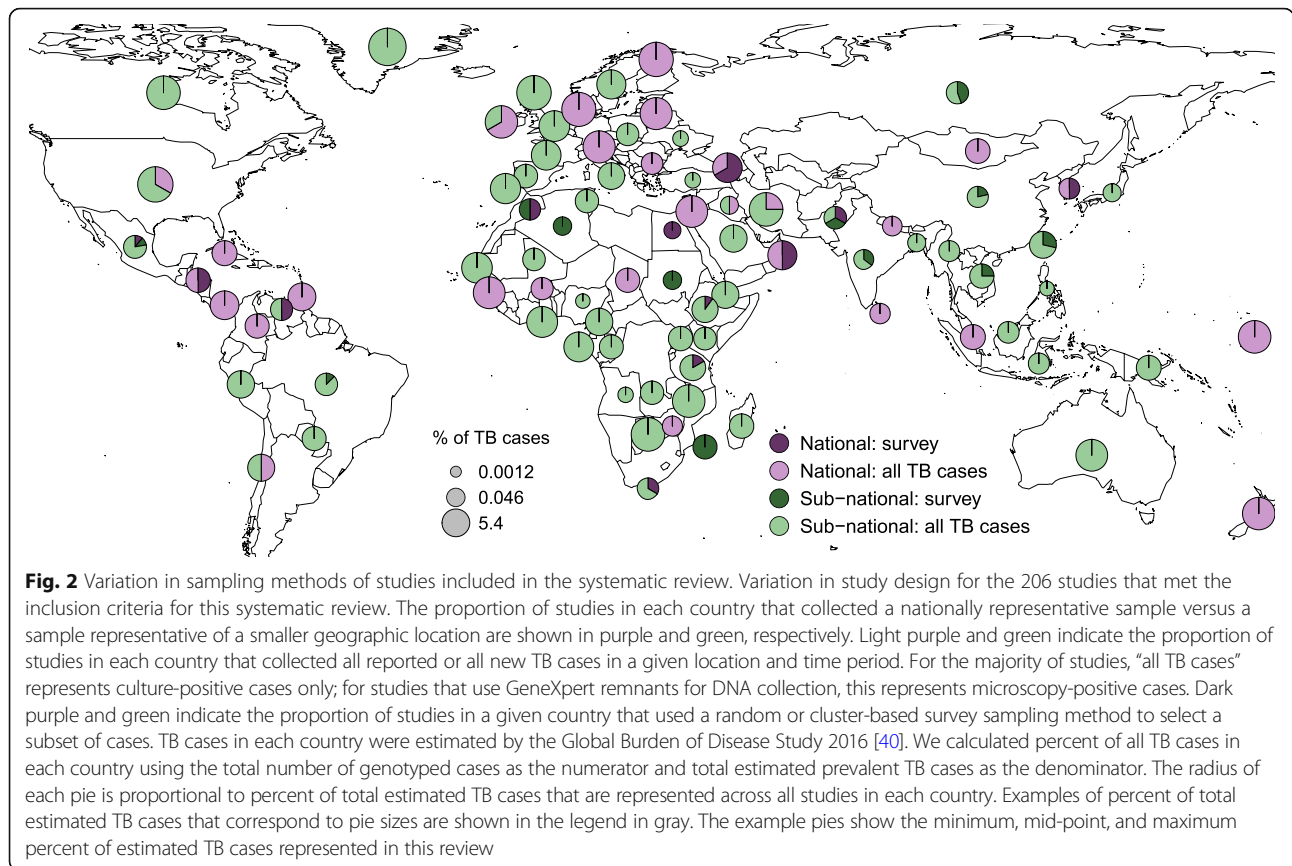 % of TB cases
0.0012
0.046
5.4
National: survey
National: all TB cases
Sub−national: survey
Sub−national: all TB cases
Fig. 2 Variation in sampling methods of studies included in the systematic review. Variation in study design for the 206 studies that met the
inclusion criteria for this systematic review. The proportion of studies in each country that collected a nationally representative sample versus a
sample representative of a smaller geographic location are shown in purple and green, respectively. Light purple and green indicate the proportion of
studies in each country that collected all reported or all new TB cases in a given location and time period. For the majority of studies, “all TB cases”
represents culture-positive cases only; for studies that use GeneXpert remnants for DNA collection, this represents microscopy-positive cases. Dark
purple and green indicate the proportion of studies in a given country that used a random or cluster-based survey sampling method to select a
subset of cases. TB cases in each country were estimated by the Global Burden of Disease Study 2016 [40]. We calculated percent of all TB cases in
each country using the total number of genotyped cases as the numerator and total estimated prevalent TB cases as the denominator. The radius of
each pie is proportional to percent of total estimated TB cases that are represented across all studies in each country. Examples of percent of total
estimated TB cases that correspond to pie sizes are shown in the legend in gray. The example pies show the minimum, mid-point, and maximum
percent of estimated TB cases represented in this review